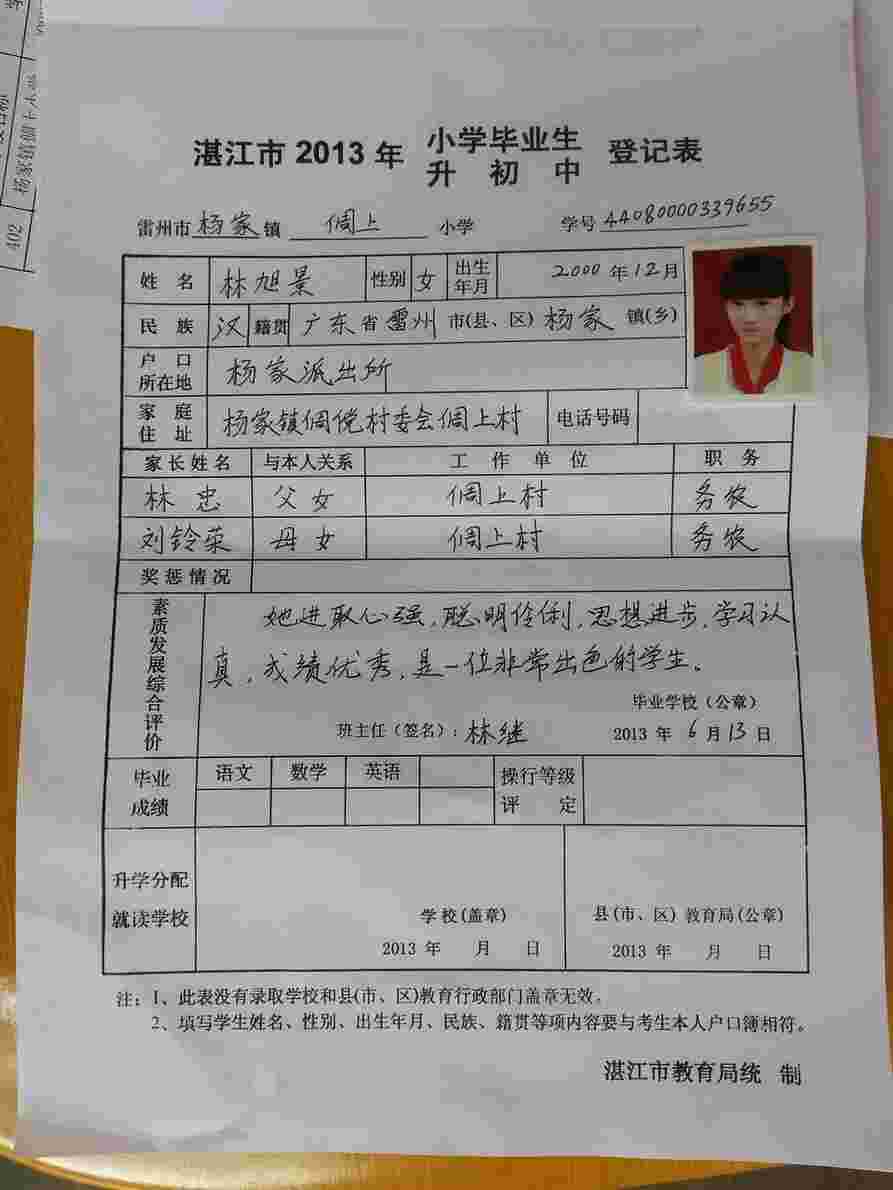 湛江市 2013 年 小学毕业生 升初中 登记表
雷州市 杨家 镇 倜上 小学 学号 44080000339655
姓名 林旭景 性别 女 出生年月 2000 年 12 月
民族 汉 籍贯 广东 省 雷州 市(县、区) 杨家 镇(乡)
户口所在地 杨家派出所
家庭住址 杨家镇倜傥村委会倜上村 电话号码
家长姓名 与本人关系 工作单位 职务
林忠 父女 倜上村 务农
刘铃荣 母女 倜上村 务农
奖惩情况
素质发展综合评价
她进取心强,聪明伶俐,思想进步,学习认
真,成绩优秀,是一位非常出色的学生。
毕业学校(公章)
班主任(签名): 林继 2013 年 6 月 13 日
毕业成绩 语文 数学 英语 操行等级评定
升学分配
就读学校
学校(盖章) 县(市、区)教育局(公章)
2013 年 月 日 2013 年 月 日
注: 1、此表没有录取学校和县(市、区)教育行政部门盖章无效。
2、填写学生姓名、性别、出生年月、民族、籍贯等项内容要与考生本人户口簿相符。
湛江市教育局统 制
402